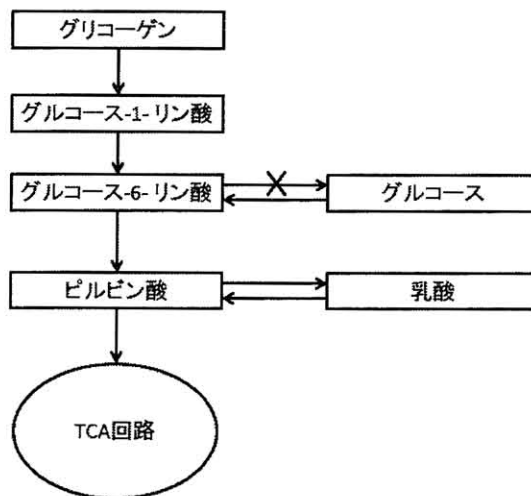 グリコーゲン
グルコース-1-リン酸
グルコース-6-リン酸
グルコース
ピルビン酸
乳酸
TCA回路